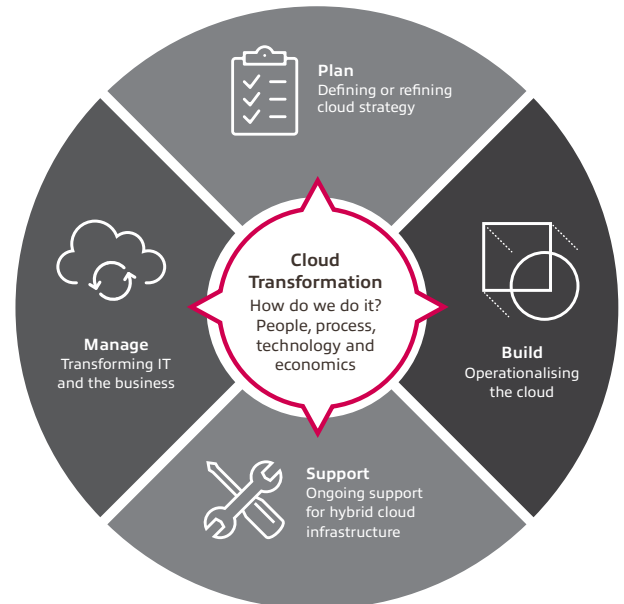 Plan
Defining or refining
cloud strategy
Cloud
Transformation
How do we do it?
People, process,
technology and
economics
Manage
Transforming IT
and the business
Build
Operationalising
the cloud
Support
Ongoing support
for hybrid cloud
infrastructure